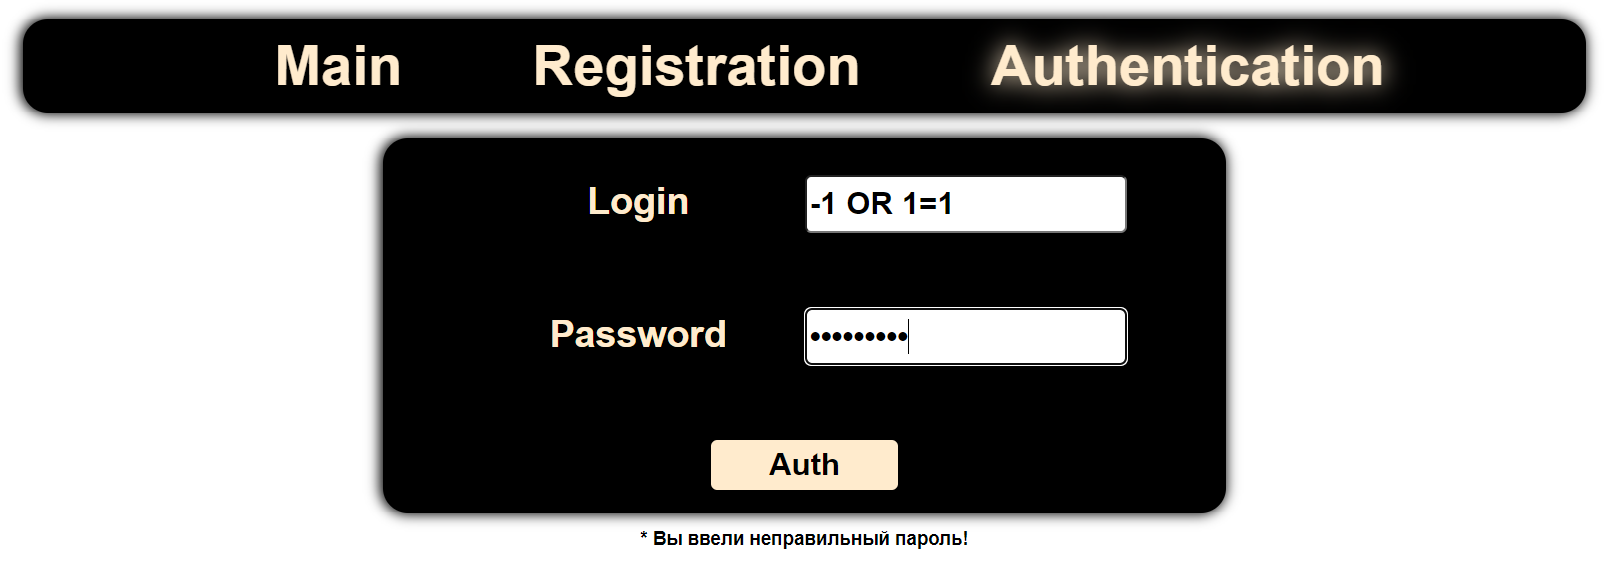 Main Registration Authentication
Login -1 OR 1=1
Password •••••••••
Auth
* Вы ввели неправильный пароль!